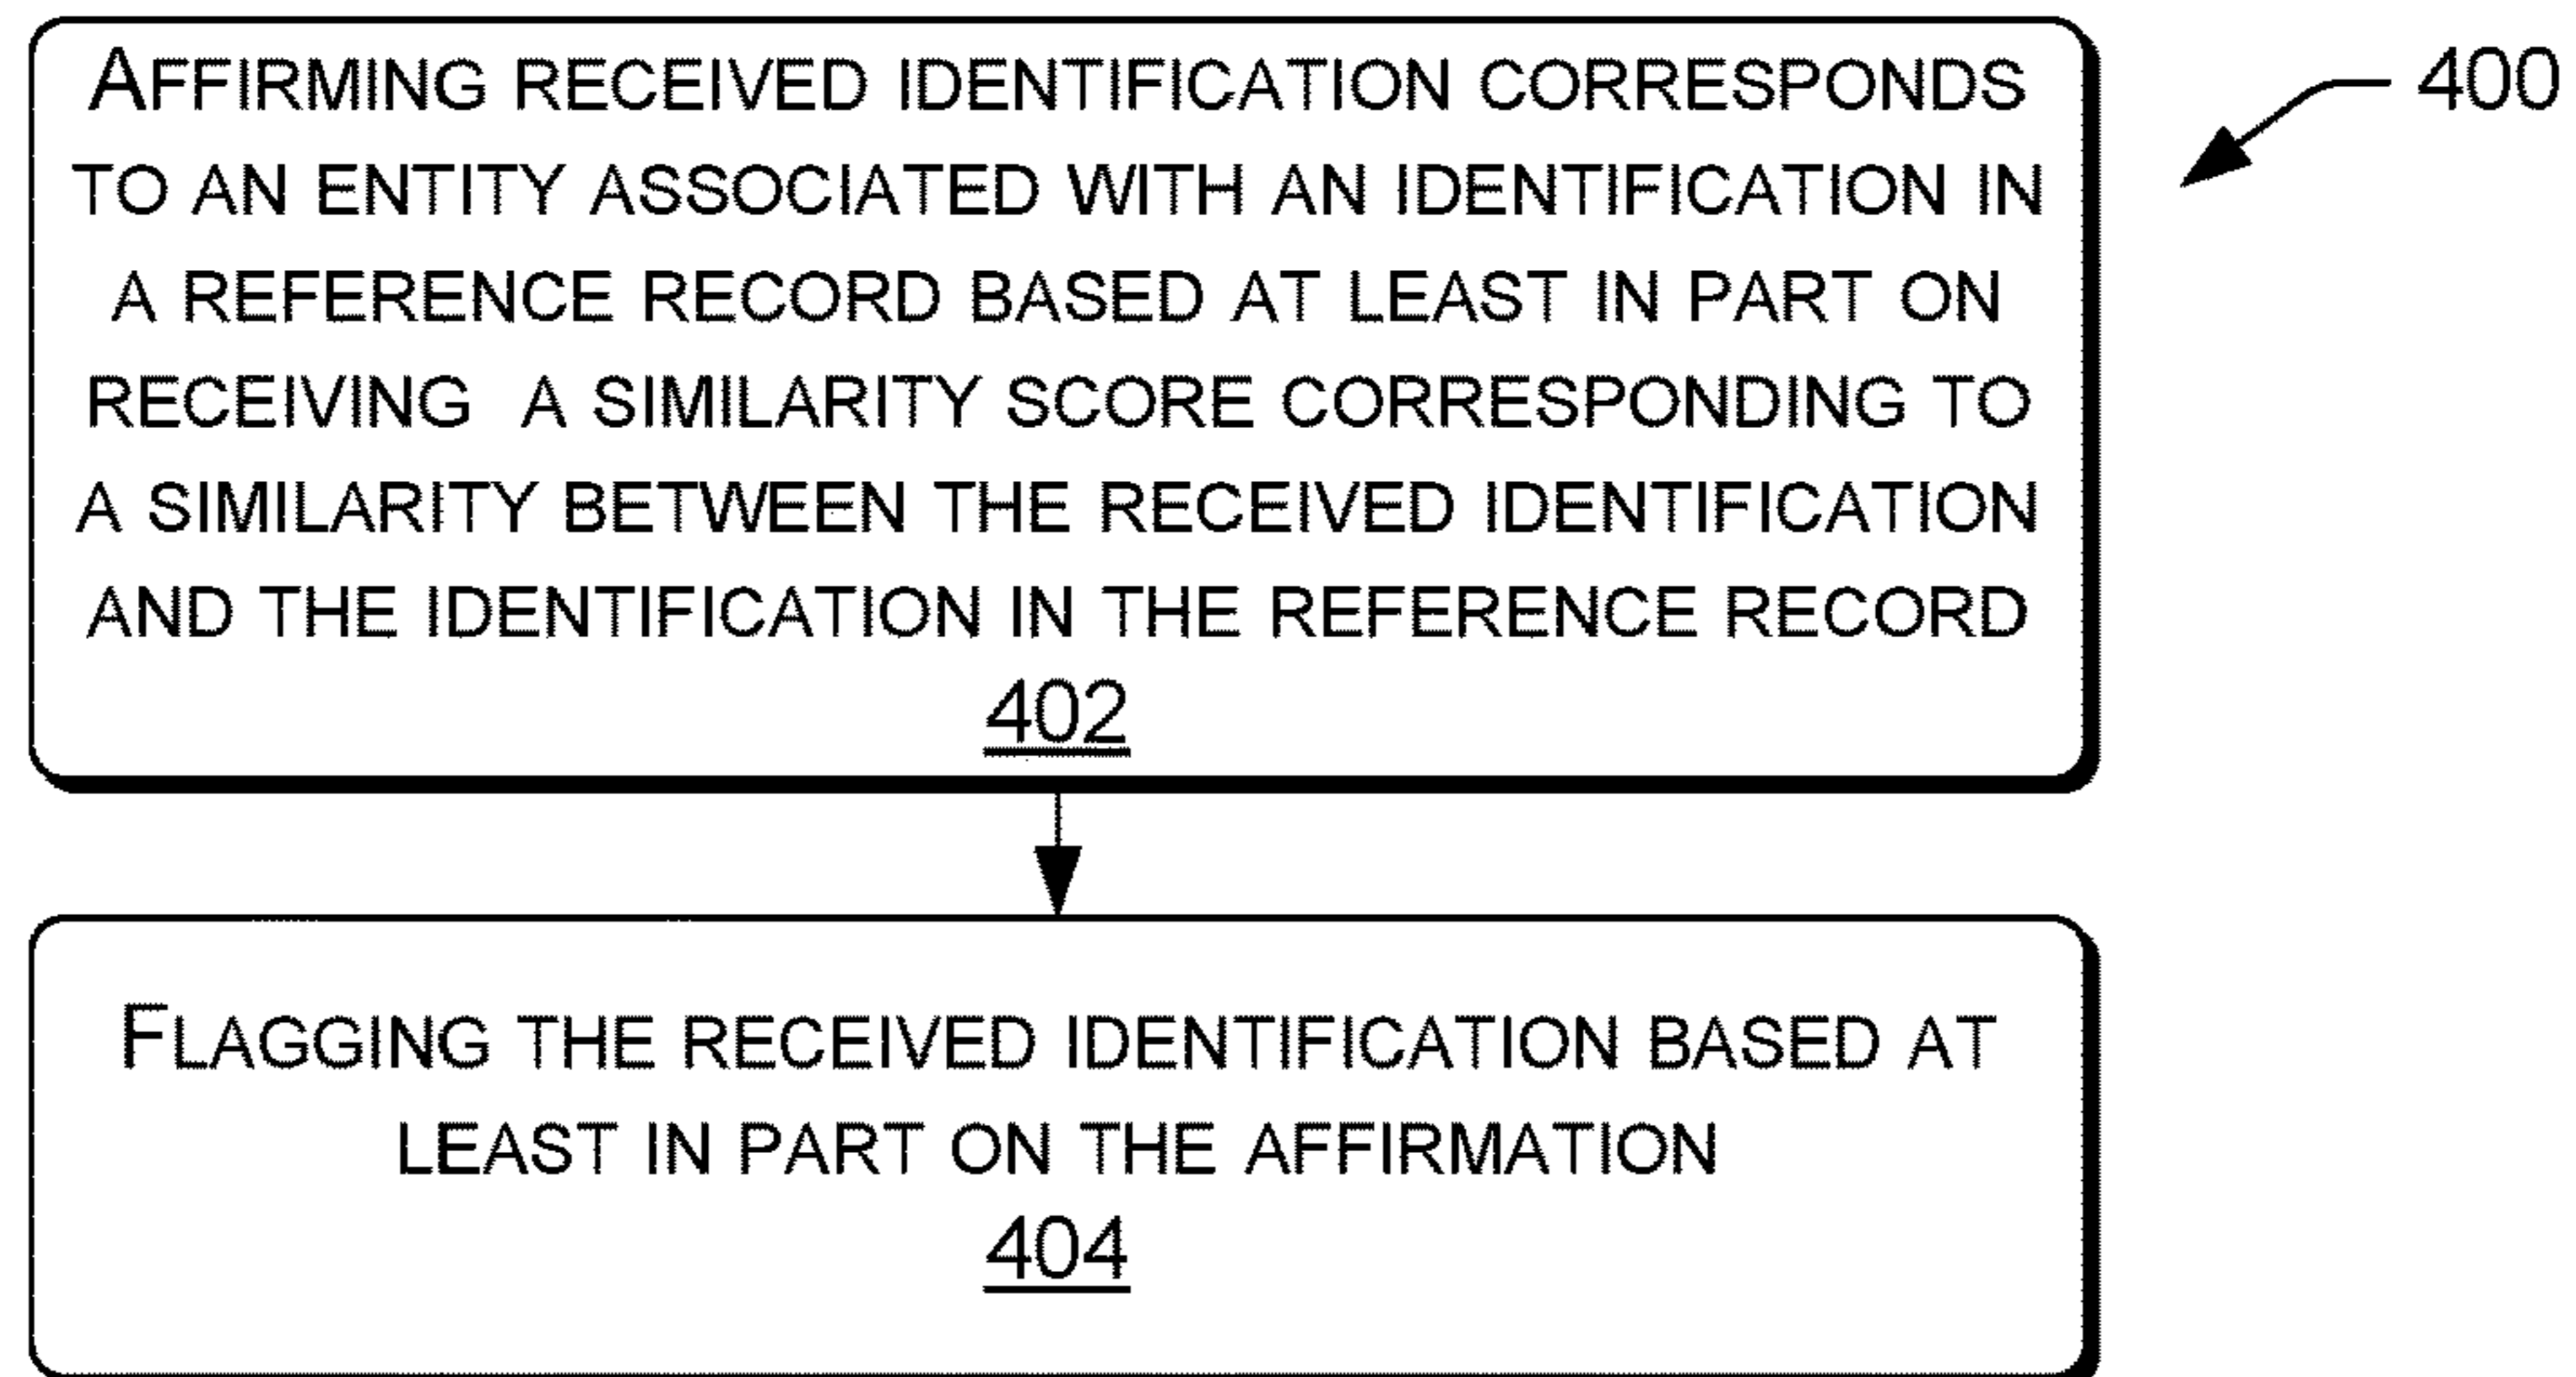 AFFIRMING RECEIVED IDENTIFICATION CORRESPONDS
TO AN ENTITY ASSOCIATED WITH AN IDENTIFICATION IN
A REFERENCE RECORD BASED AT LEAST IN PART ON
RECEIVING A SIMILARITY SCORE CORRESPONDING TO
A SIMILARITY BETWEEN THE RECEIVED IDENTIFICATION
AND THE IDENTIFICATION IN THE REFERENCE RECORD
402
400
FLAGGING THE RECEIVED IDENTIFICATION BASED AT
LEAST IN PART ON THE AFFIRMATION
404